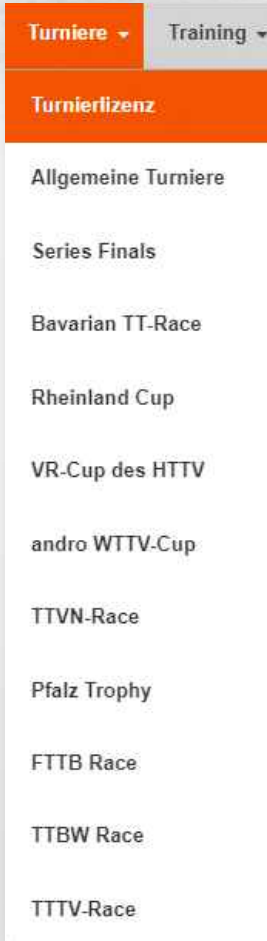 Turniere Training
Turnierlizenz
Allgemeine Turniere
Series Finals
Bavarian TT-Race
Rheinland Cup
VR-Cup des HTTV
andro WTTV-Cup
TTVN-Race
Pfalz Trophy
FTTB Race
TTBW Race
TTTV-Race